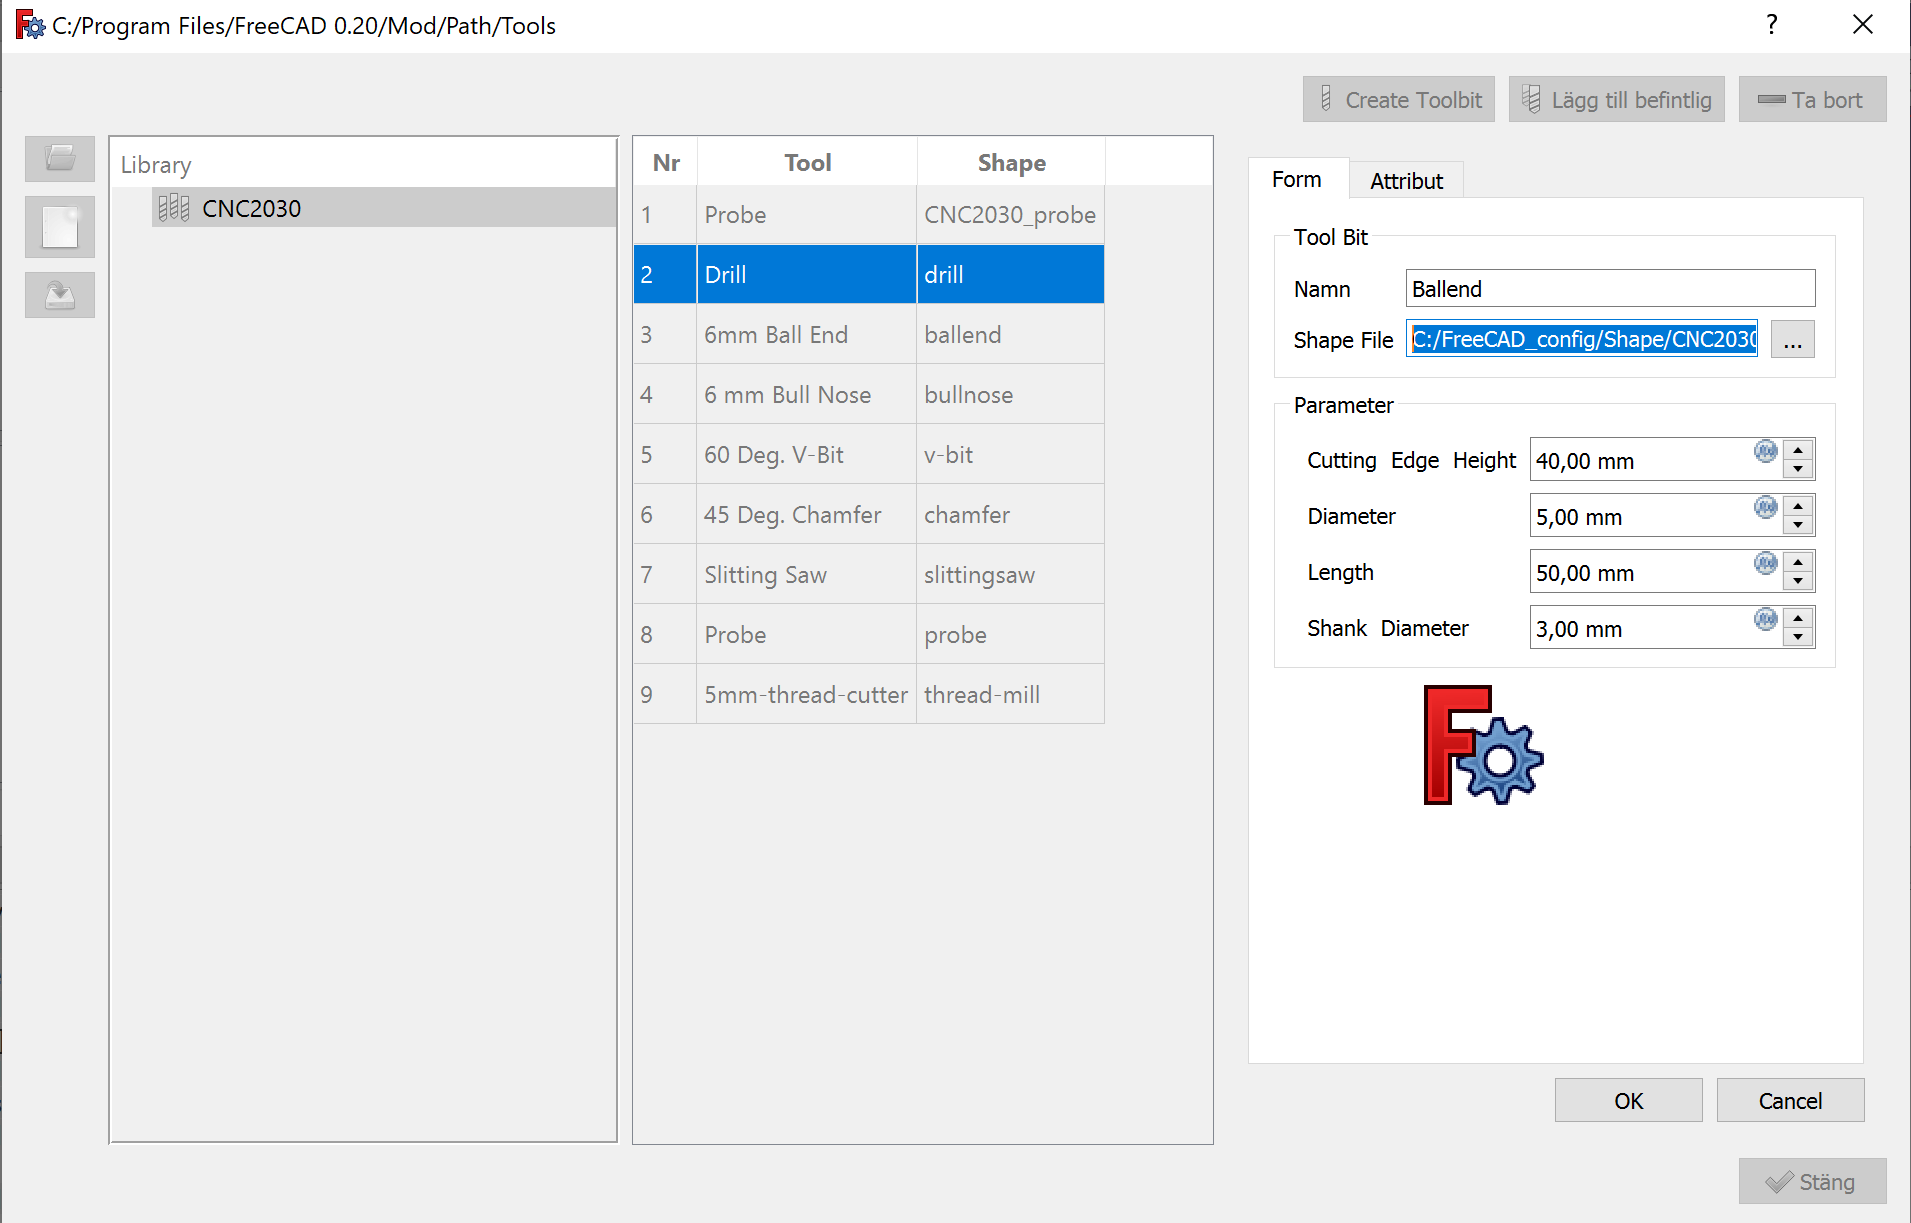 C:/Program Files/FreeCAD 0.20/Mod/Path/Tools
?
Create Toolbit
Lägg till befintlig
Ta bort
Library
CNC2030
Nr Tool Shape
1 Probe CNC2030_probe
2 Drill drill
3 6mm Ball End ballend
4 6 mm Bull Nose bullnose
5 60 Deg. V-Bit v-bit
6 45 Deg. Chamfer chamfer
7 Slitting Saw slittingsaw
8 Probe probe
9 5mm-thread-cutter thread-mill
Form Attribut
Tool Bit
Namn Ballend
Shape File C:/FreeCAD_config/Shape/CNC2030 ...
Parameter
Cutting Edge Height 40,00 mm
Diameter 5,00 mm
Length 50,00 mm
Shank Diameter 3,00 mm
OK Cancel
Stäng